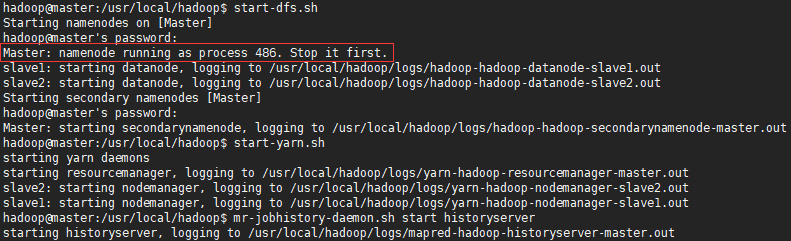 hadoop@master:/usr/local/hadoop$ start-dfs.sh
Starting namenodes on [Master]
hadoop@master's password:
Master: namenode running as process 486. Stop it first.
slave1: starting datanode, logging to /usr/local/hadoop/logs/hadoop-hadoop-datanode-slave1.out
slave2: starting datanode, logging to /usr/local/hadoop/logs/hadoop-hadoop-datanode-slave2.out
Starting secondary namenodes [Master]
hadoop@master's password:
Master: starting secondarynamenode, logging to /usr/local/hadoop/logs/hadoop-hadoop-secondarynamenode-master.out
hadoop@master:/usr/local/hadoop$ start-yarn.sh
starting yarn daemons
starting resourcemanager, logging to /usr/local/hadoop/logs/yarn-hadoop-resourcemanager-master.out
slave2: starting nodemanager, logging to /usr/local/hadoop/logs/yarn-hadoop-nodemanager-slave2.out
slave1: starting nodemanager, logging to /usr/local/hadoop/logs/yarn-hadoop-nodemanager-slave1.out
hadoop@master:/usr/local/hadoop$ mr-jobhistory-daemon.sh start historyserver
starting historyserver, logging to /usr/local/hadoop/logs/mapred-hadoop-historyserver-master.out